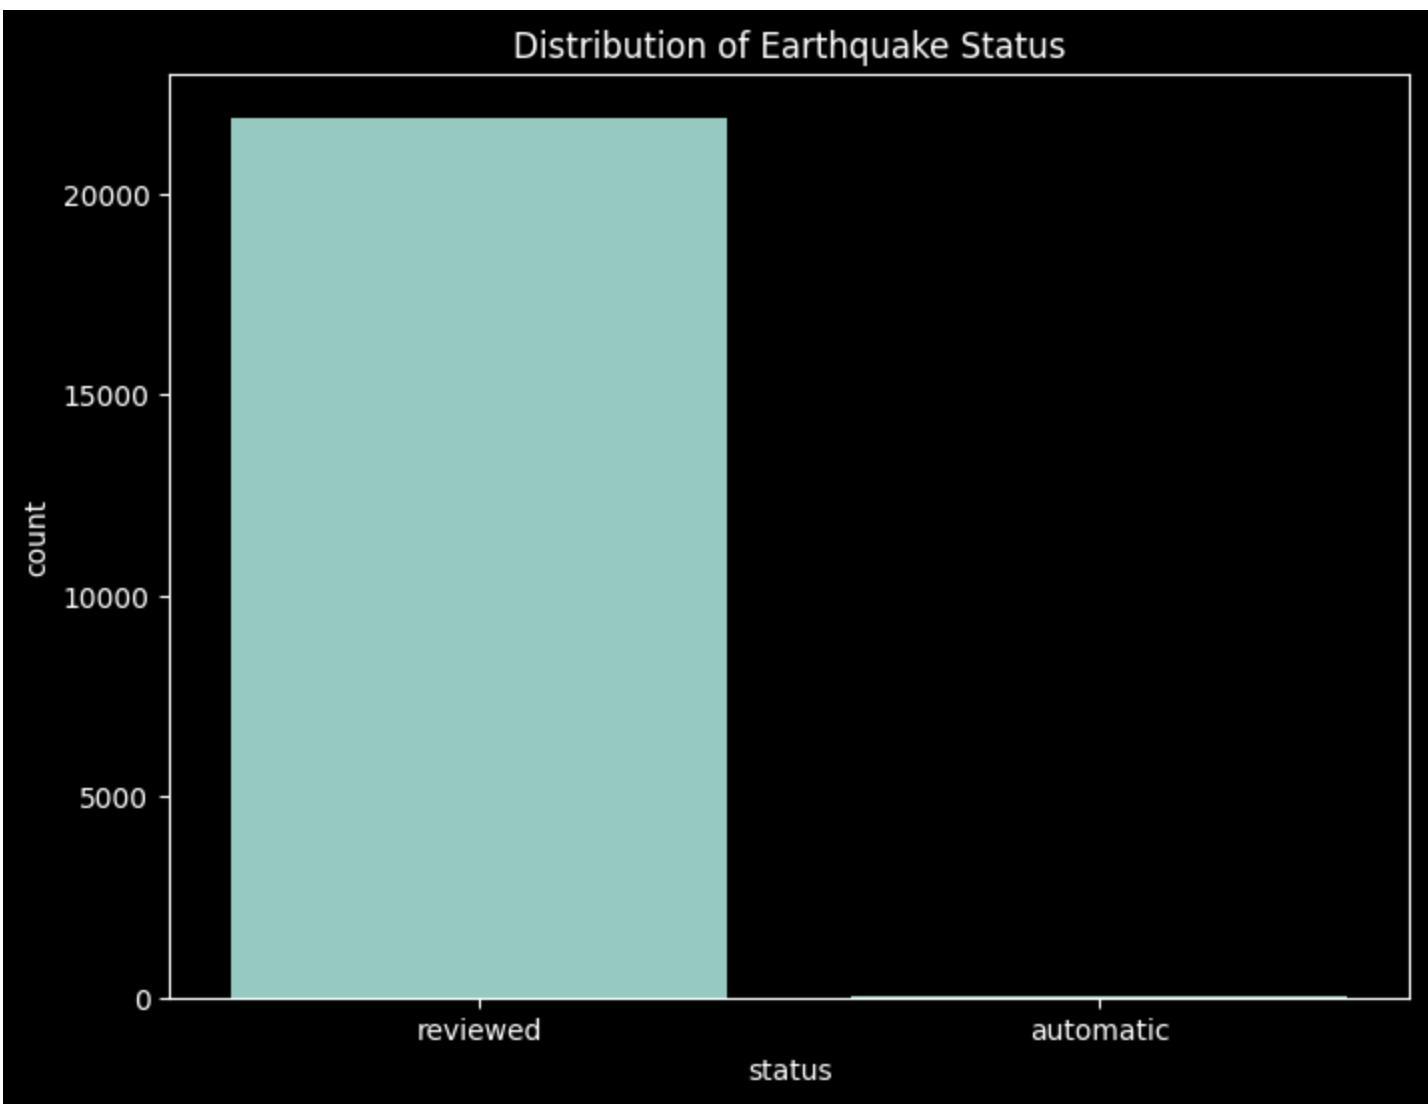 Distribution of Earthquake Status
20000
15000
10000
5000
0
count
reviewed
automatic
status